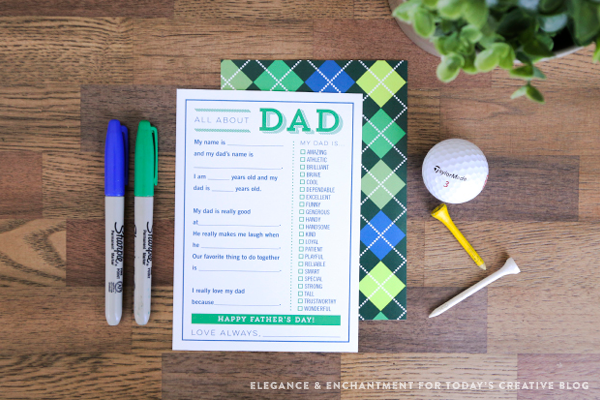 ALL ABOUT DAD
My name is
and my dad's name is
I am years old and my
dad is years old.
My dad is really good
at
He really makes me laugh when
he
Our favorite thing to do together
is
I really love my dad
because
MY DAD IS
AMAZING
ATHLETIC
BRILLIANT
BRAVE
COOL
DEPENDABLE
EXCELLENT
FUNNY
GENEROUS
HANDY
HANDSOME
KIND
LOYAL
PATIENT
PLAYFUL
RELIABLE
SMART
SPECIAL
STRONG
TALL
TRUSTWORTHY
WONDERFUL
HAPPY FATHER'S DAY!
LOVE ALWAYS,
Sharpie
Sharpie
TaylorMade
3
ELEGANCE & ENCHANTMENT FOR TODAY'S CREATIVE BLOG